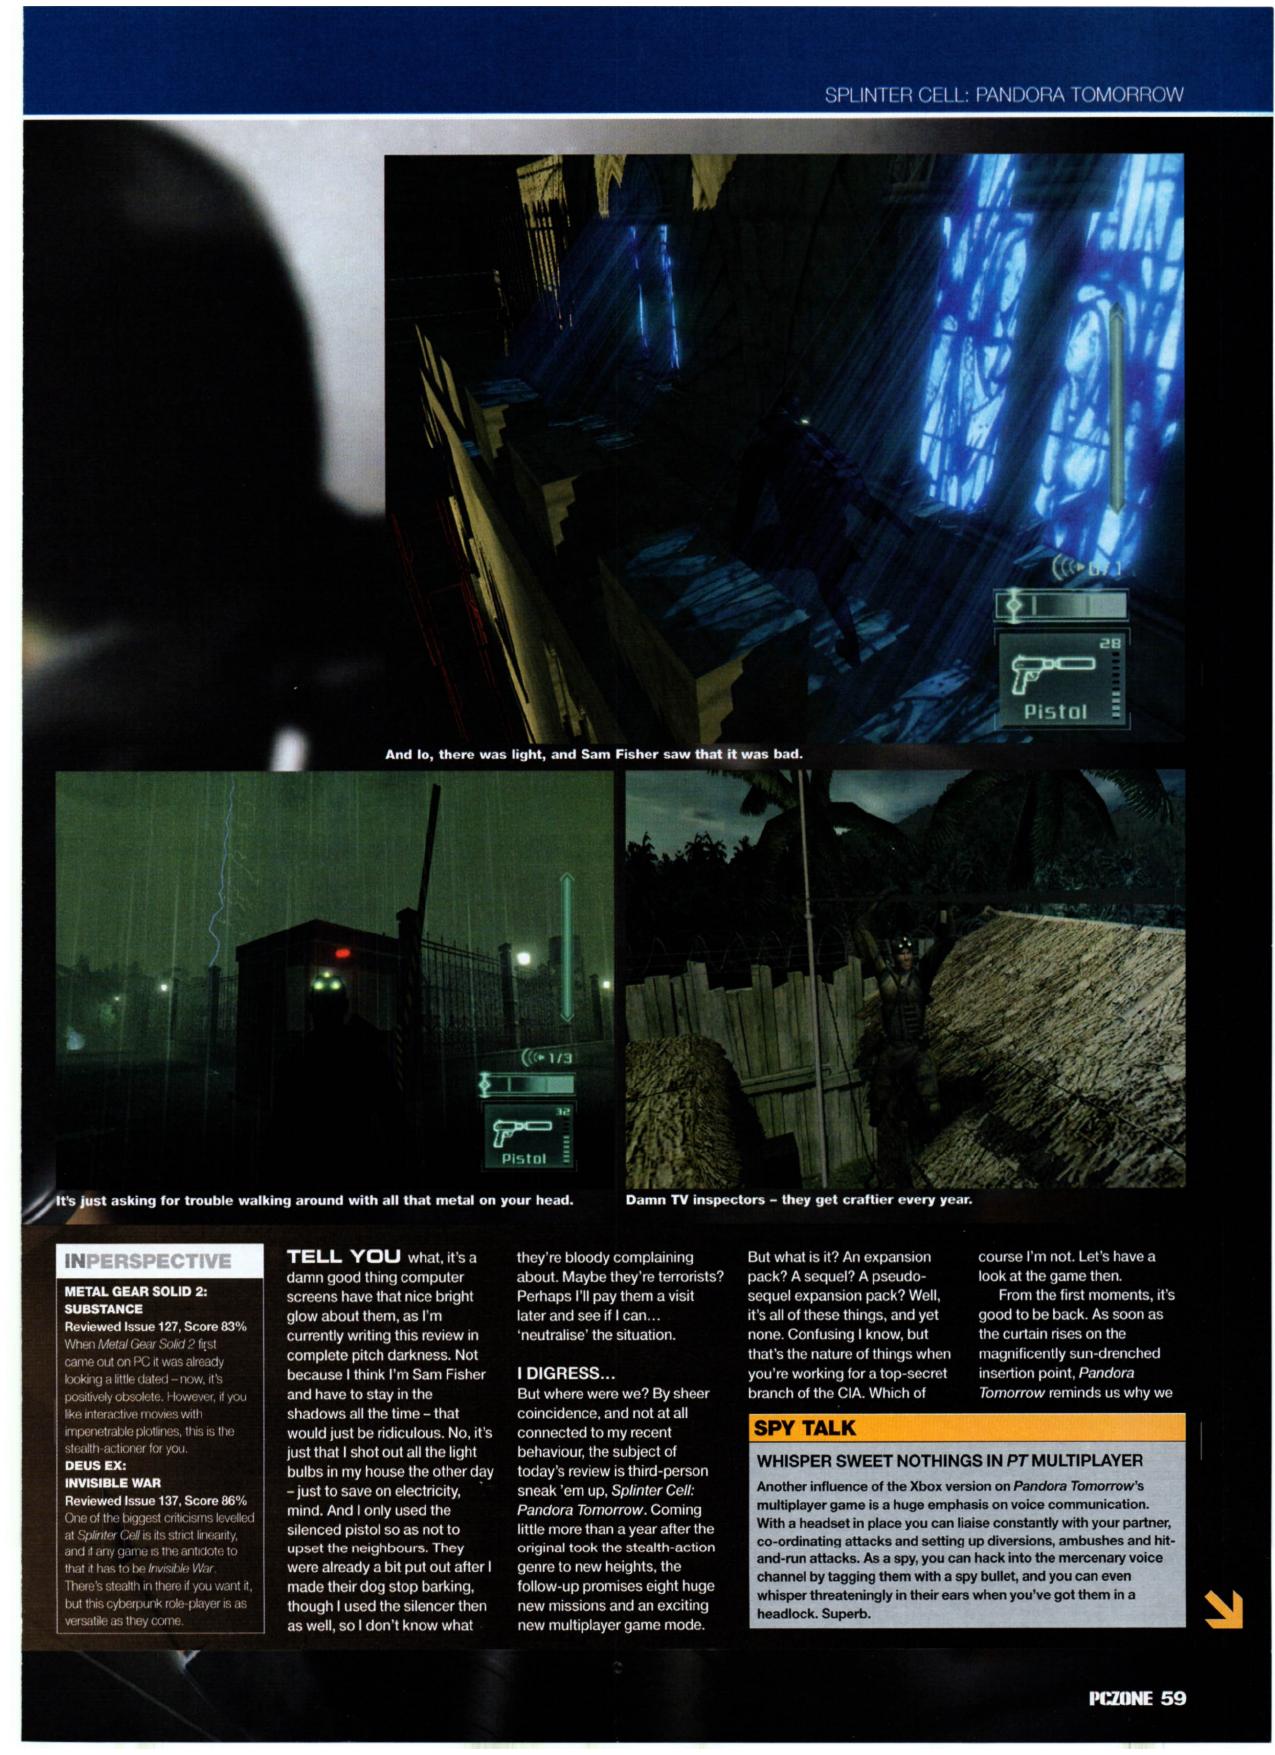 SPLINTER CELL: PANDORA TOMORROW
0/1
28
Pistol
And lo, there was light, and Sam Fisher saw that it was bad.
1/3
32
Pistol
It's just asking for trouble walking around with all that metal on your head.
Damn TV inspectors – they get craftier every year.
INPERSPECTIVE
METAL GEAR SOLID 2:
SUBSTANCE
Reviewed Issue 127, Score 83%
When Metal Gear Solid 2 first
came out on PC it was already
looking a little dated – now, it's
positively obsolete. However, if you
like interactive movies with
impenetrable plotlines, this is the
stealth-actioner for you.
DEUS EX:
INVISIBLE WAR
Reviewed Issue 137, Score 86%
One of the biggest criticisms levelled
at Splinter Cell is its strict linearity,
and if any game is the antidote to
that it has to be Invisible War.
There's stealth in there if you want it,
but this cyberpunk role-player is as
versatile as they come.
TELL YOU what, it's a
damn good thing computer
screens have that nice bright
glow about them, as I'm
currently writing this review in
complete pitch darkness. Not
because I think I'm Sam Fisher
and have to stay in the
shadows all the time – that
would just be ridiculous. No, it's
just that I shot out all the light
bulbs in my house the other day
– just to save on electricity,
mind. And I only used the
silenced pistol so as not to
upset the neighbours. They
were already a bit put out after I
made their dog stop barking,
though I used the silencer then
as well, so I don't know what
they're bloody complaining
about. Maybe they're terrorists?
Perhaps I'll pay them a visit
later and see if I can...
'neutralise' the situation.
I DIGRESS...
But where were we? By sheer
coincidence, and not at all
connected to my recent
behaviour, the subject of
today's review is third-person
sneak 'em up, Splinter Cell:
Pandora Tomorrow. Coming
little more than a year after the
original took the stealth-action
genre to new heights, the
follow-up promises eight huge
new missions and an exciting
new multiplayer game mode.
But what is it? An expansion
pack? A sequel? A pseudo-
sequel expansion pack? Well,
it's all of these things, and yet
none. Confusing I know, but
that's the nature of things when
you're working for a top-secret
branch of the CIA. Which of
course I'm not. Let's have a
look at the game then.
From the first moments, it's
good to be back. As soon as
the curtain rises on the
magnificently sun-drenched
insertion point, Pandora
Tomorrow reminds us why we
SPY TALK
WHISPER SWEET NOTHINGS IN PT MULTIPLAYER
Another influence of the Xbox version on Pandora Tomorrow's
multiplayer game is a huge emphasis on voice communication.
With a headset in place you can liaise constantly with your partner,
co-ordinating attacks and setting up diversions, ambushes and hit-
and-run attacks. As a spy, you can hack into the mercenary voice
channel by tagging them with a spy bullet, and you can even
whisper threateningly in their ears when you've got them in a
headlock. Superb.
PCZONE 59